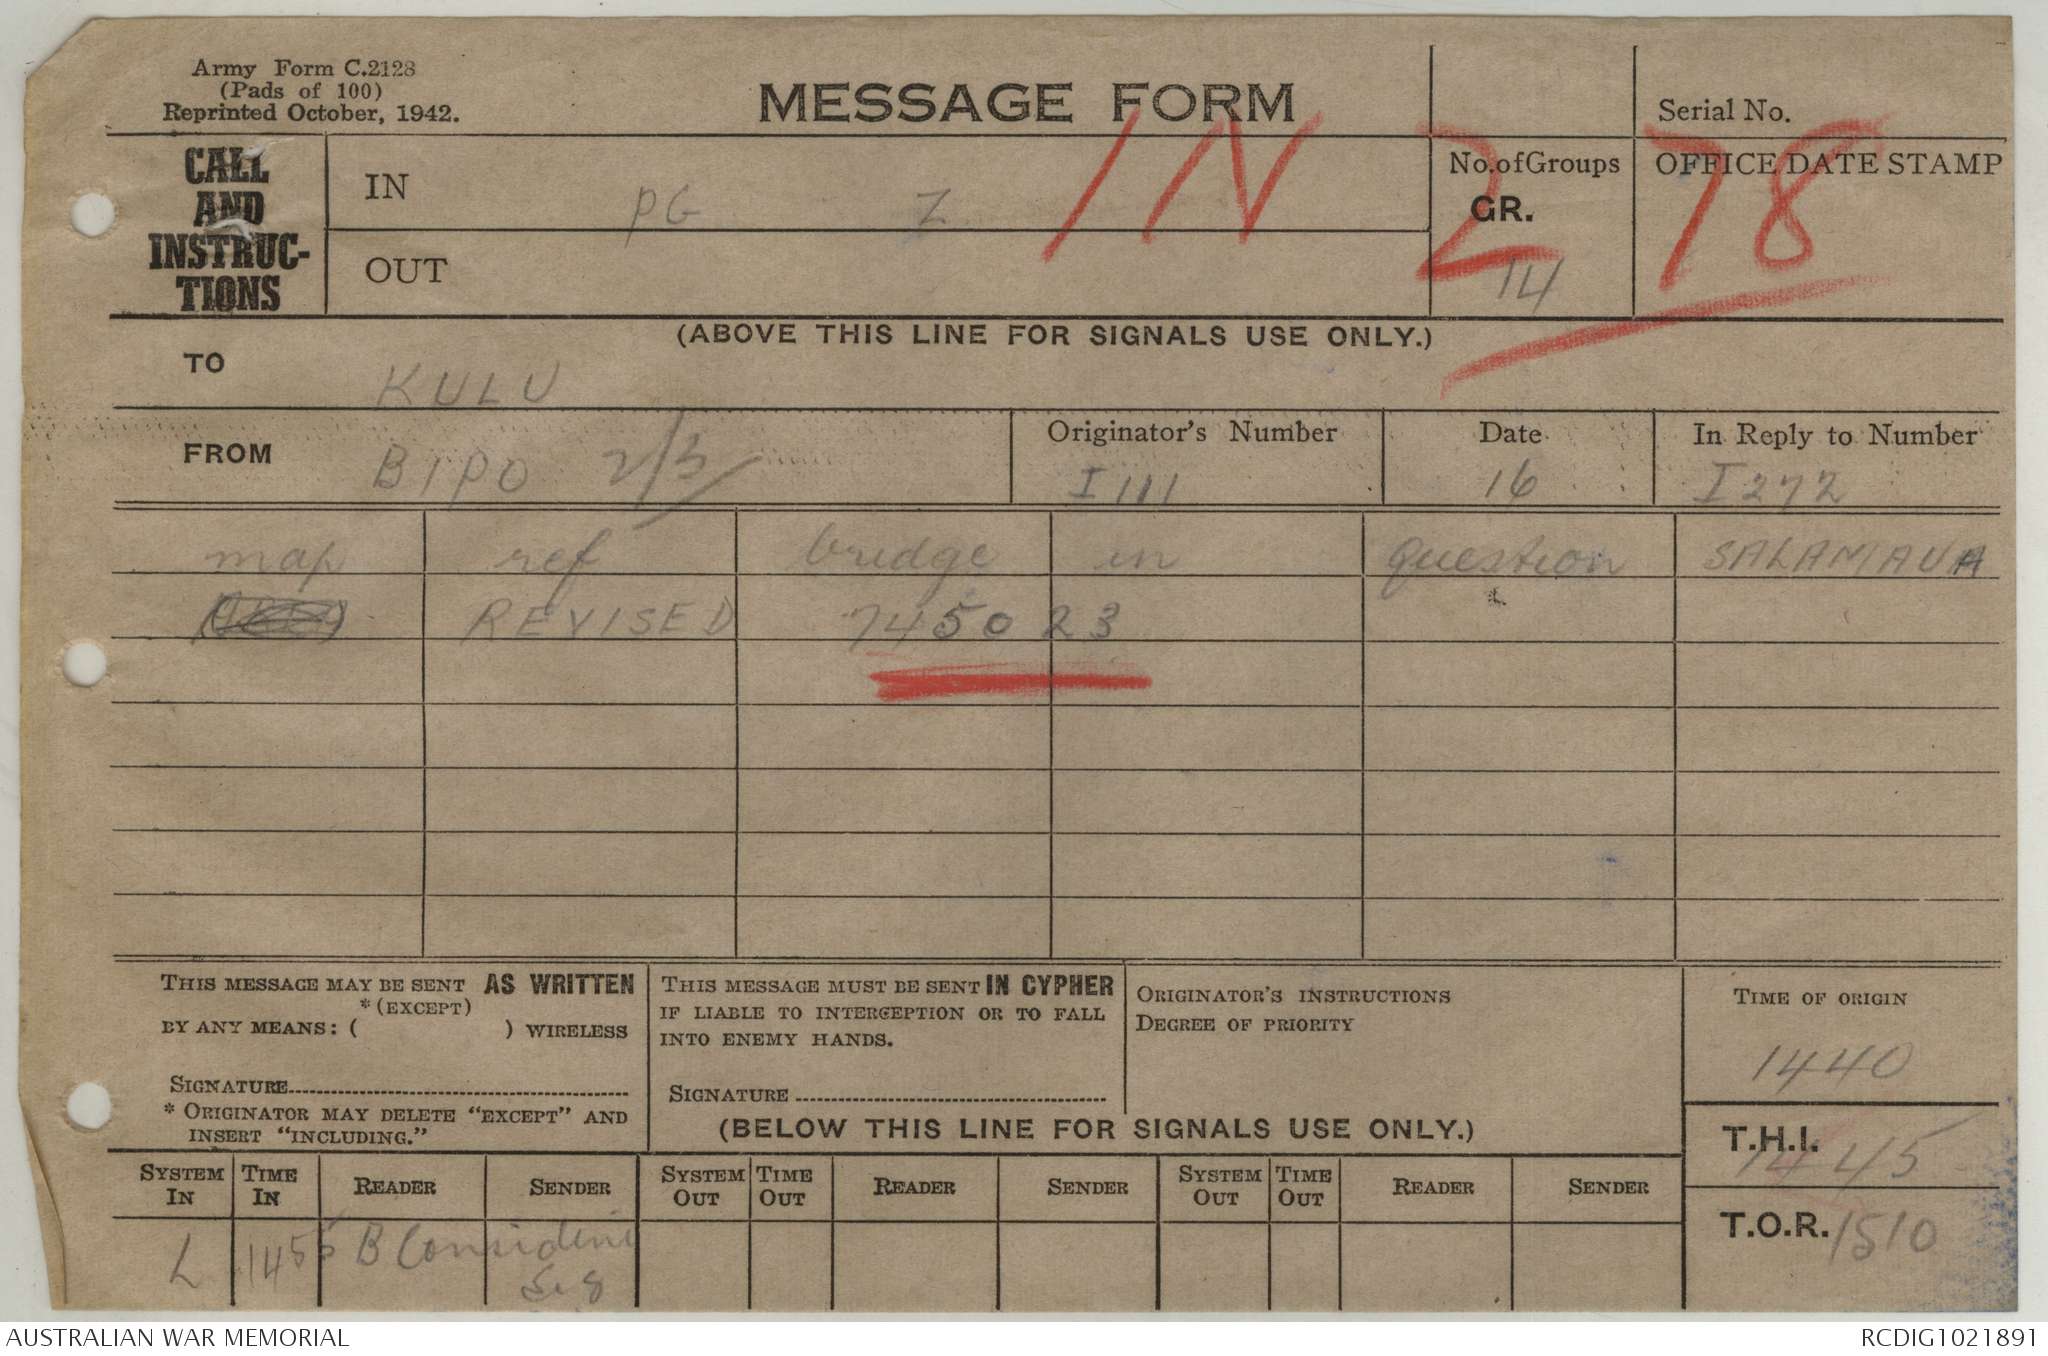 Army Form C.2128
(Pads of 100)
Reprinted October, 1942.
MESSAGE FORM
Serial No.
CALL
AND
INSTRUC-
TIONS
IN PG Z
IN 278
OUT
No. of Groups
GR.
14
OFFICE DATE STAMP
(ABOVE THIS LINE FOR SIGNALS USE ONLY.)
TO KULU
FROM BIPO 2/3
Originator's Number
I 111
Date
16
In Reply to Number
I 272
map ref bridge in question SALAMAUA
REVISED 745023
THIS MESSAGE MAY BE SENT AS WRITTEN
*(EXCEPT)
BY ANY MEANS: ( ) WIRELESS
SIGNATURE
* ORIGINATOR MAY DELETE "EXCEPT" AND
INSERT "INCLUDING."
THIS MESSAGE MUST BE SENT IN CYPHER
IF LIABLE TO INTERCEPTION OR TO FALL
INTO ENEMY HANDS.
SIGNATURE
ORIGINATOR'S INSTRUCTIONS
DEGREE OF PRIORITY
TIME OF ORIGIN
1440
(BELOW THIS LINE FOR SIGNALS USE ONLY.)
T.H.I. 1445
T.O.R. 1510
SYSTEM IN TIME IN READER SENDER SYSTEM OUT TIME OUT READER SENDER SYSTEM OUT TIME OUT READER SENDER
L 1455 B Considine
Sig
AUSTRALIAN WAR MEMORIAL
RCDIG1021891